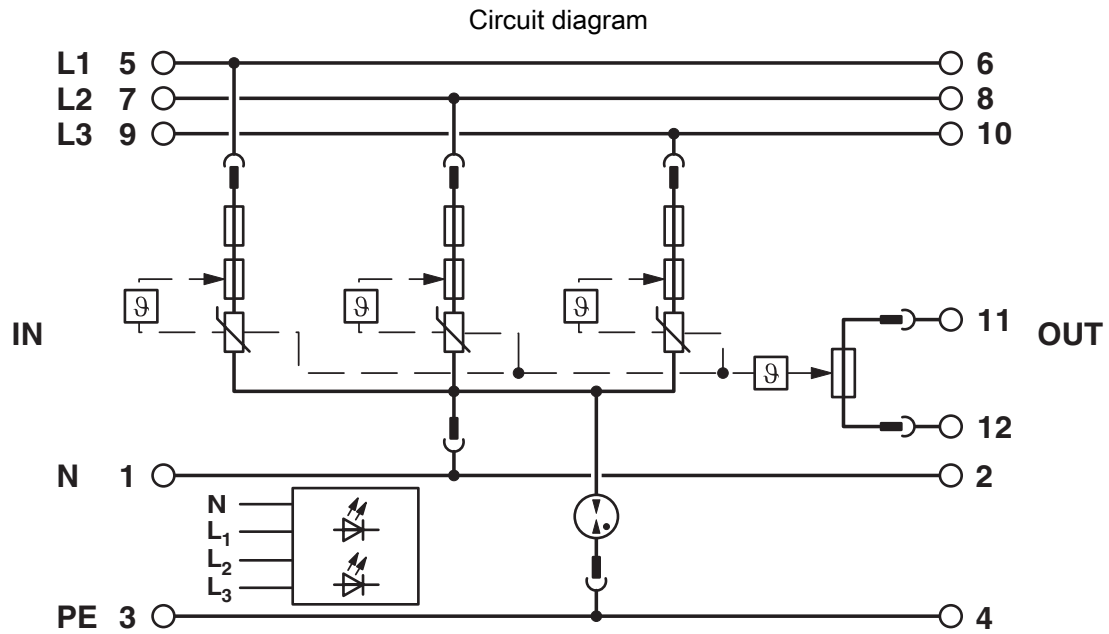 Circuit diagram
L1 5 6
L2 7 8
L3 9 10
ϑ ϑ ϑ
IN 11 OUT
ϑ
12
N 1 2
N
L1
L2
L3
PE 3 4